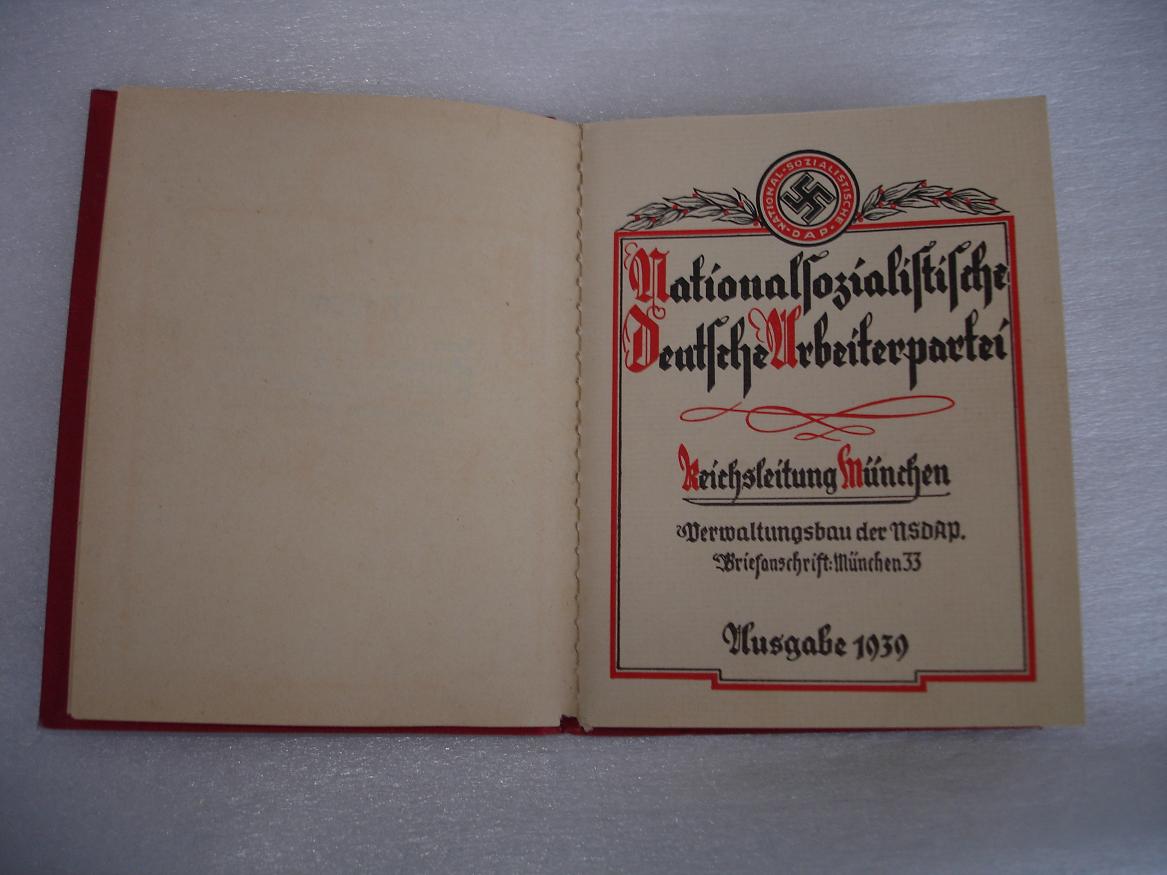 NATIONAL-SOZIALISTISCHE D.A.P.
Nationalsozialistische
Deutsche Arbeiterpartei
Reichsleitung München
Verwaltungsbau der NSDAP.
Briefanschrift: München 33
Ausgabe 1939